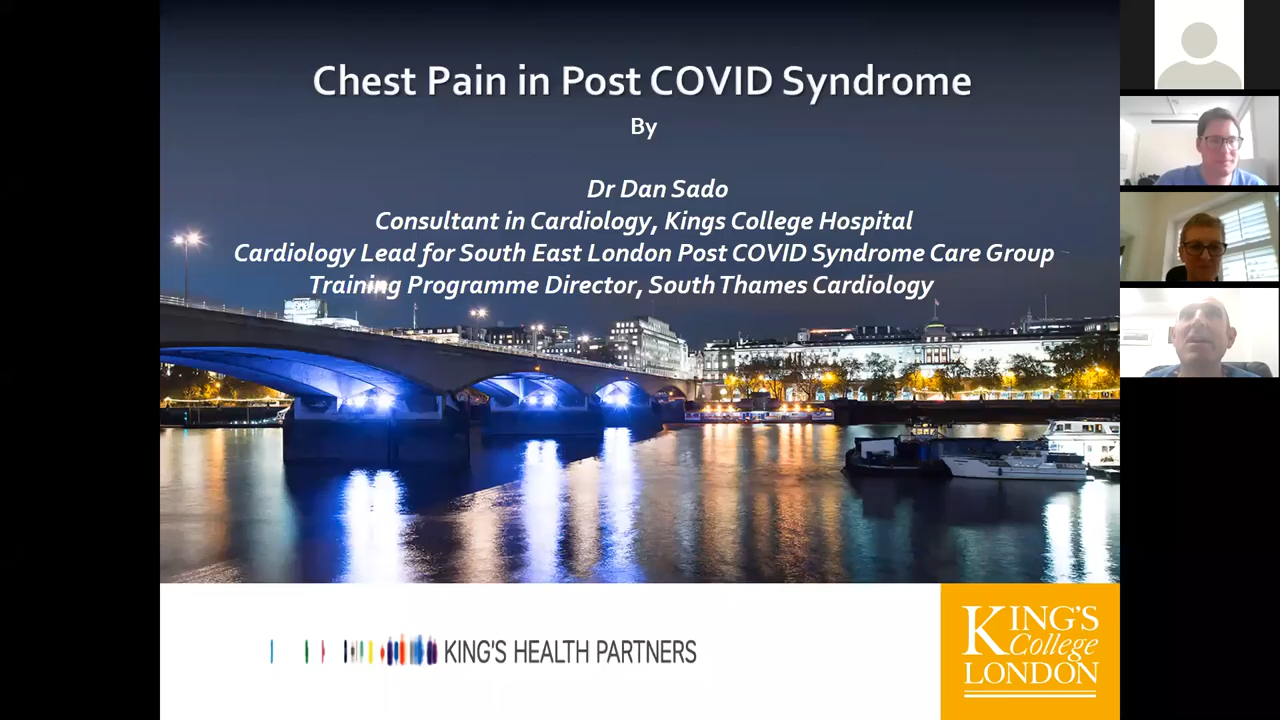 Chest Pain in Post COVID Syndrome
By
Dr Dan Sado
Consultant in Cardiology, Kings College Hospital
Cardiology Lead for South East London Post COVID Syndrome Care Group
Training Programme Director, South Thames Cardiology
KING'S HEALTH PARTNERS
KING'S
College
LONDON